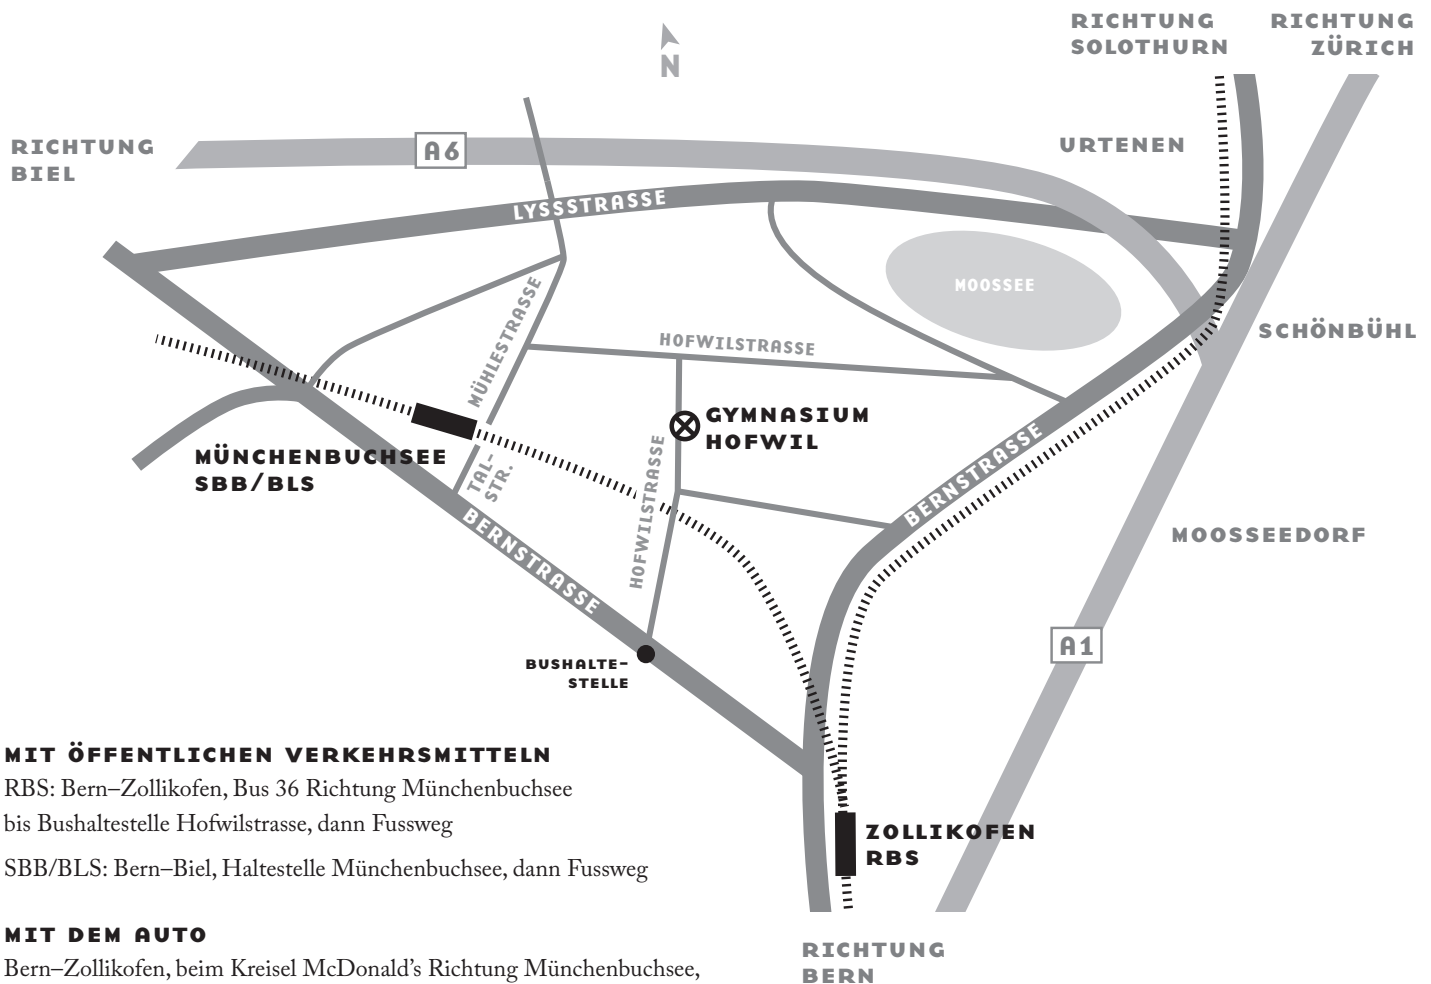 RICHTUNG
SOLOTHURN
RICHTUNG
ZÜRICH
N
RICHTUNG
BIEL
A6
URTENEN
LYSSSTRASSE
MOOSSEE
MÜHLESTRASSE
HOFWILSTRASSE
SCHÖNBÜHL
GYMNASIUM
HOFWIL
MÜNCHENBUCHSEE
SBB/BLS
TAL-
STR.
HOFWILSTRASSE
BERNSTRASSE
BERNSTRASSE
MOOSSEEDORF
A1
BUSHALTE-
STELLE
MIT ÖFFENTLICHEN VERKEHRSMITTELN
RBS: Bern–Zollikofen, Bus 36 Richtung Münchenbuchsee
bis Bushaltestelle Hofwilstrasse, dann Fussweg
SBB/BLS: Bern–Biel, Haltestelle Münchenbuchsee, dann Fussweg
ZOLLIKOFEN
RBS
MIT DEM AUTO
Bern–Zollikofen, beim Kreisel McDonald’s Richtung Münchenbuchsee,
RICHTUNG
BERN